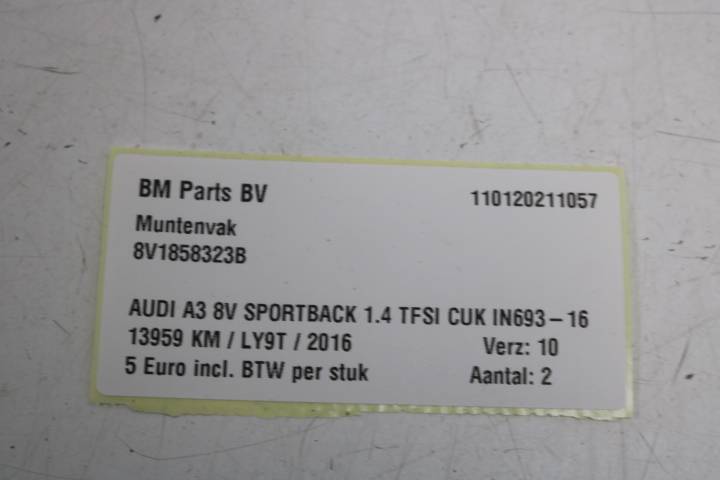 BM Parts BV 110120211057
Muntenvak
8V1858323B
AUDI A3 8V SPORTBACK 1.4 TFSI CUK IN693-16
13959 KM / LY9T / 2016 Verz: 10
5 Euro incl. BTW per stuk Aantal: 2